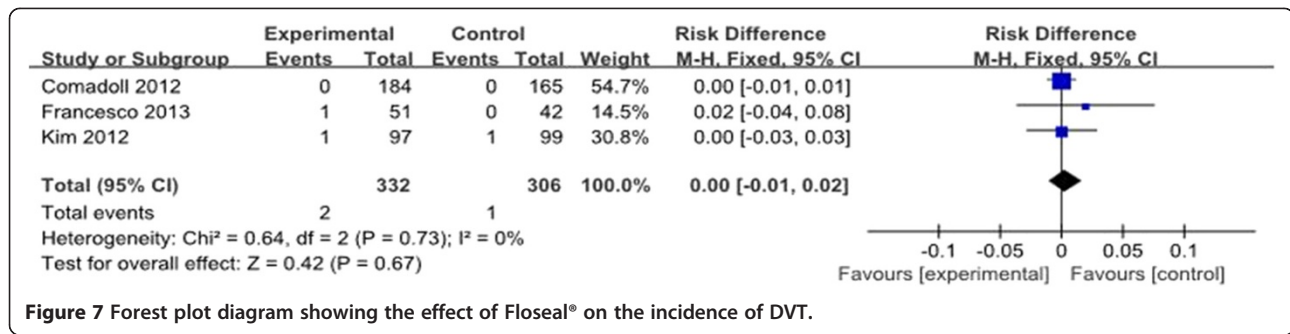 Experimental Control Risk Difference Risk Difference
Study or Subgroup Events Total Events Total Weight M-H, Fixed, 95% CI M-H, Fixed, 95% CI
Comadoll 2012 0 184 0 165 54.7% 0.00 [-0.01, 0.01]
Francesco 2013 1 51 0 42 14.5% 0.02 [-0.04, 0.08]
Kim 2012 1 97 1 99 30.8% 0.00 [-0.03, 0.03]
Total (95% CI) 332 306 100.0% 0.00 [-0.01, 0.02]
Total events 2 1
Heterogeneity: Chi² = 0.64, df = 2 (P = 0.73); I² = 0%
Test for overall effect: Z = 0.42 (P = 0.67)
-0.1 -0.05 0 0.05 0.1
Favours [experimental] Favours [control]
Figure 7 Forest plot diagram showing the effect of Floseal® on the incidence of DVT.